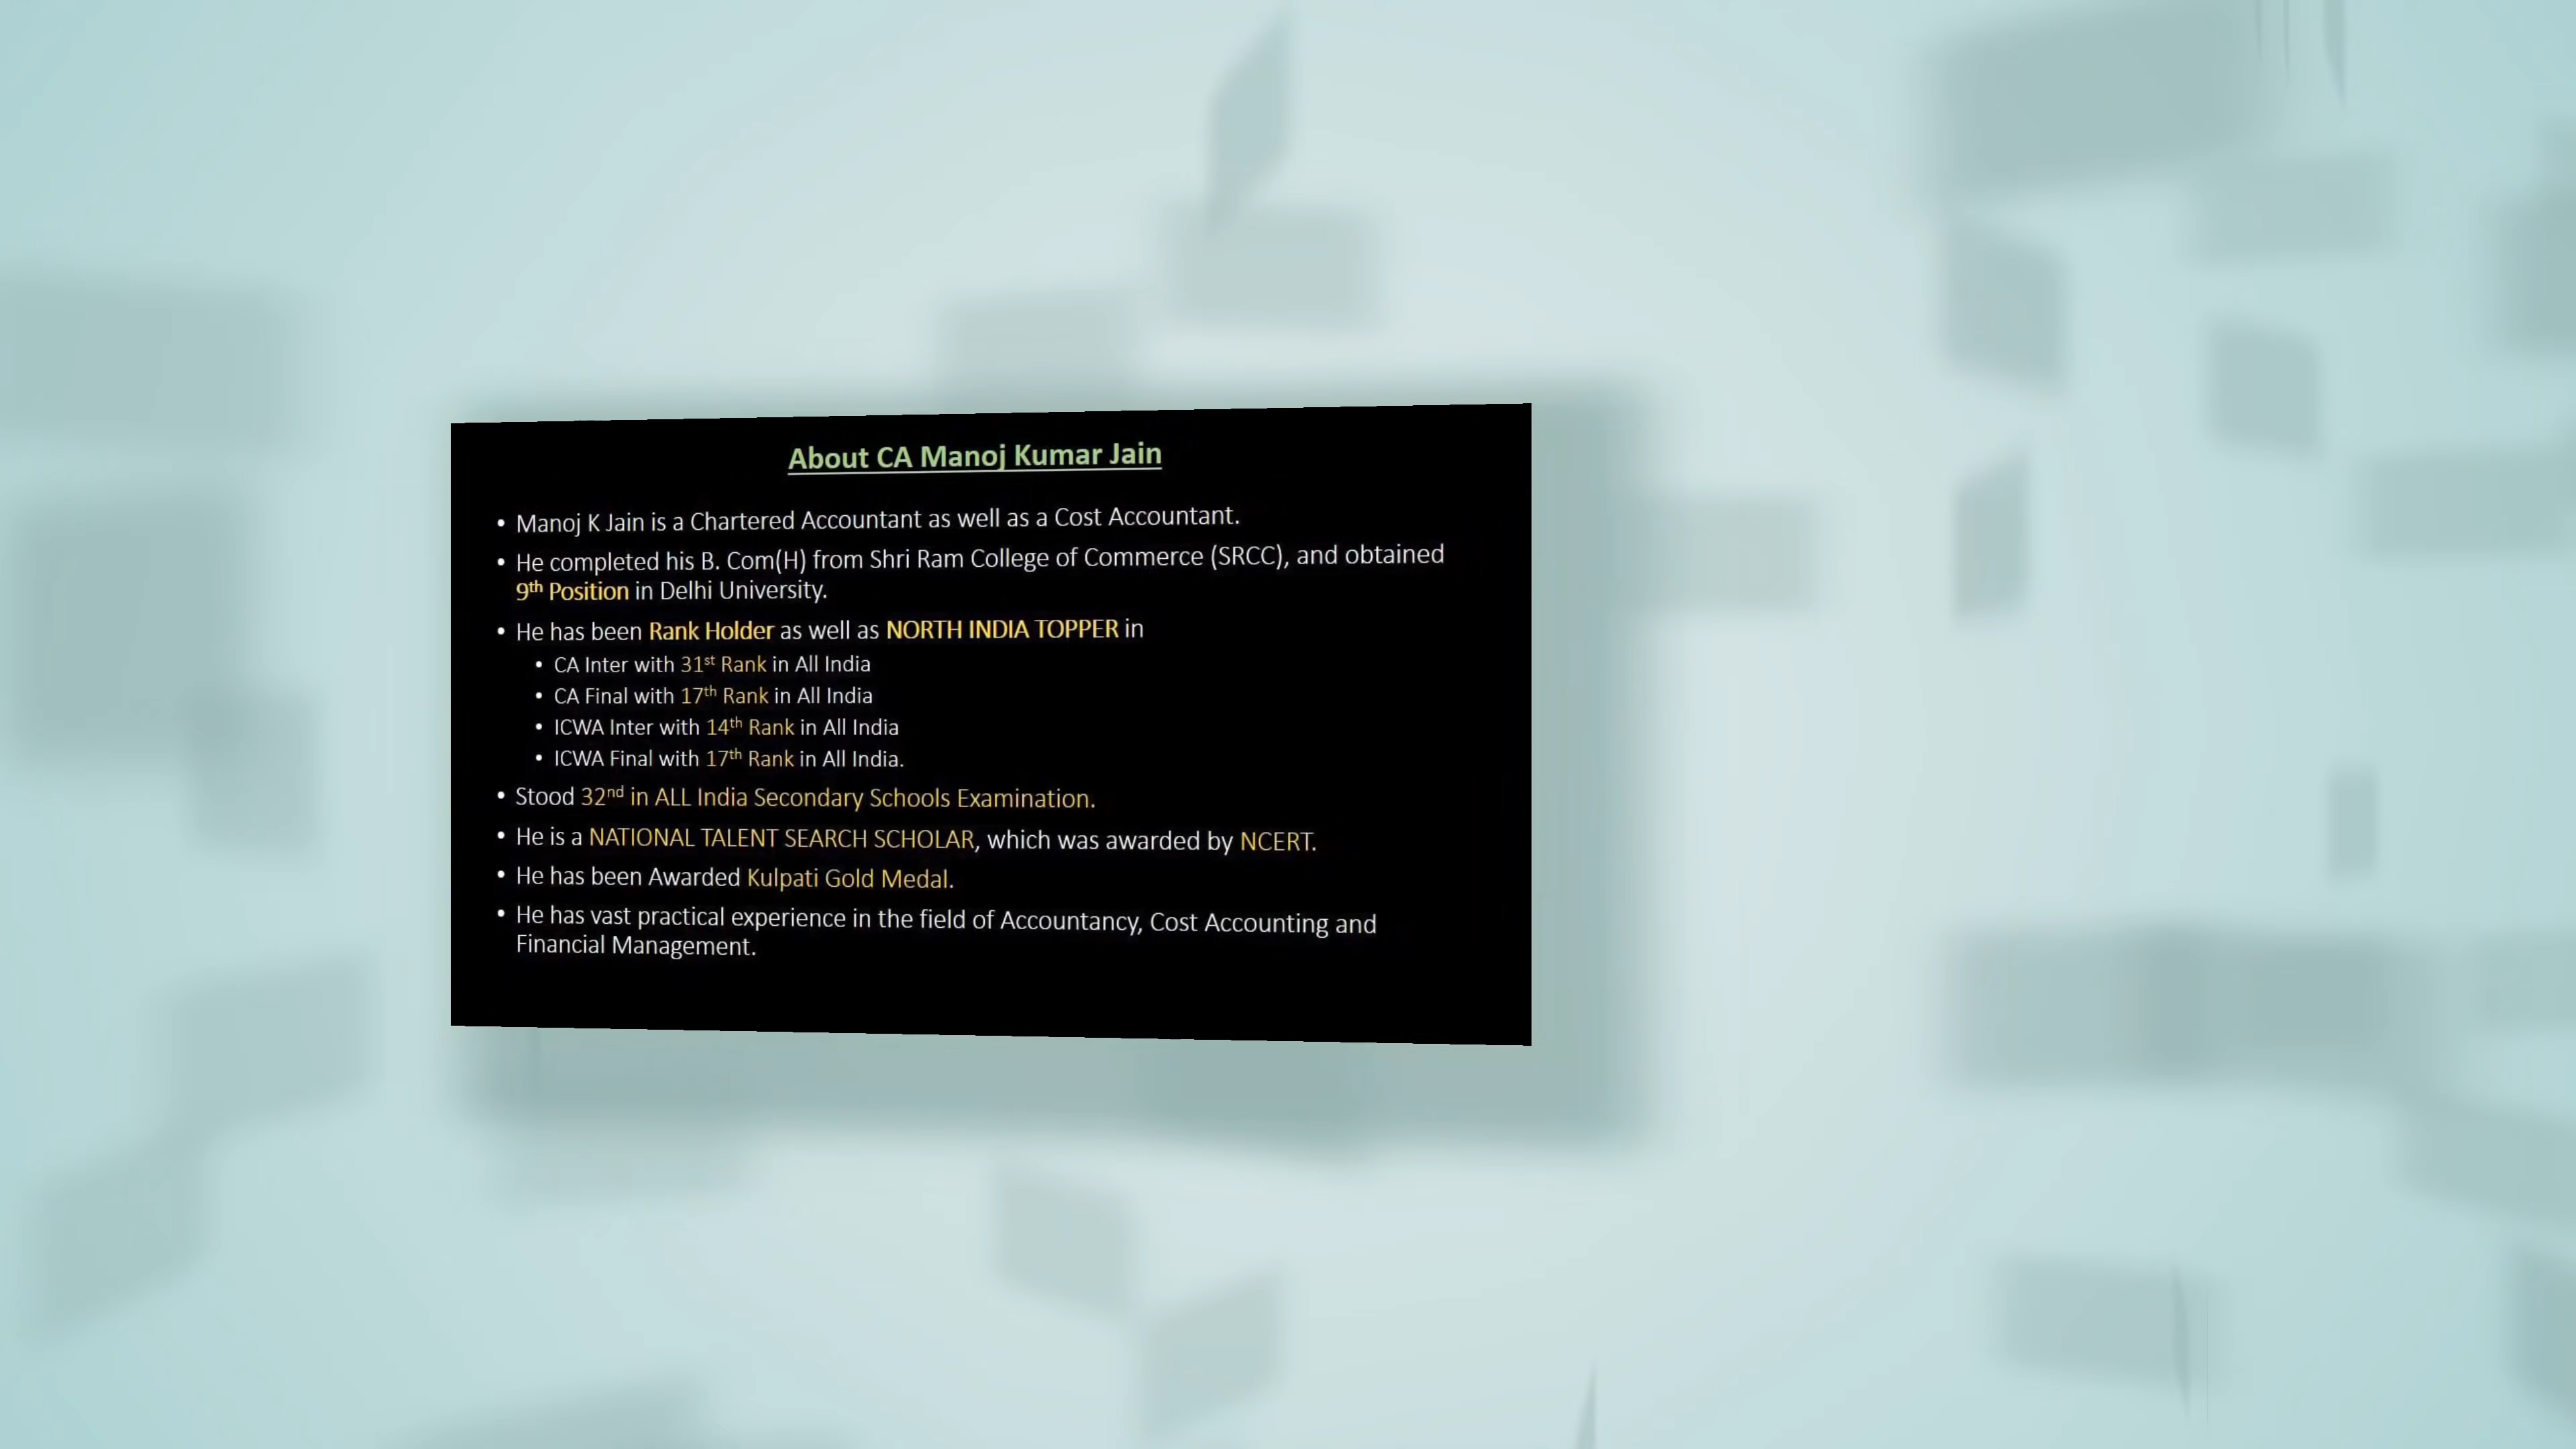 About CA Manoj Kumar Jain
• Manoj K Jain is a Chartered Accountant as well as a Cost Accountant.
• He completed his B. Com(H) from Shri Ram College of Commerce (SRCC), and obtained
9th Position in Delhi University.
• He has been Rank Holder as well as NORTH INDIA TOPPER in
• CA Inter with 31st Rank in All India
• CA Final with 17th Rank in All India
• ICWA Inter with 14th Rank in All India
• ICWA Final with 17th Rank in All India.
• Stood 32nd in ALL India Secondary Schools Examination.
• He is a NATIONAL TALENT SEARCH SCHOLAR, which was awarded by NCERT.
• He has been Awarded Kulpati Gold Medal.
• He has vast practical experience in the field of Accountancy, Cost Accounting and
Financial Management.